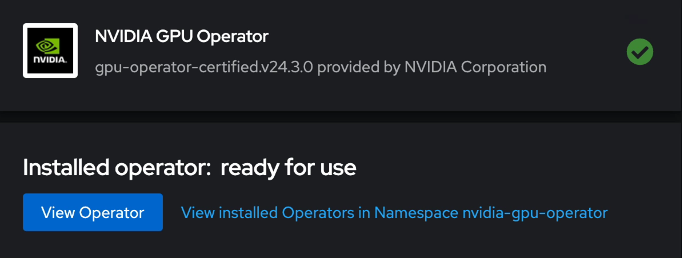 NVIDIA.
NVIDIA GPU Operator
gpu-operator-certified.v24.3.0 provided by NVIDIA Corporation
Installed operator: ready for use
View Operator
View installed Operators in Namespace nvidia-gpu-operator